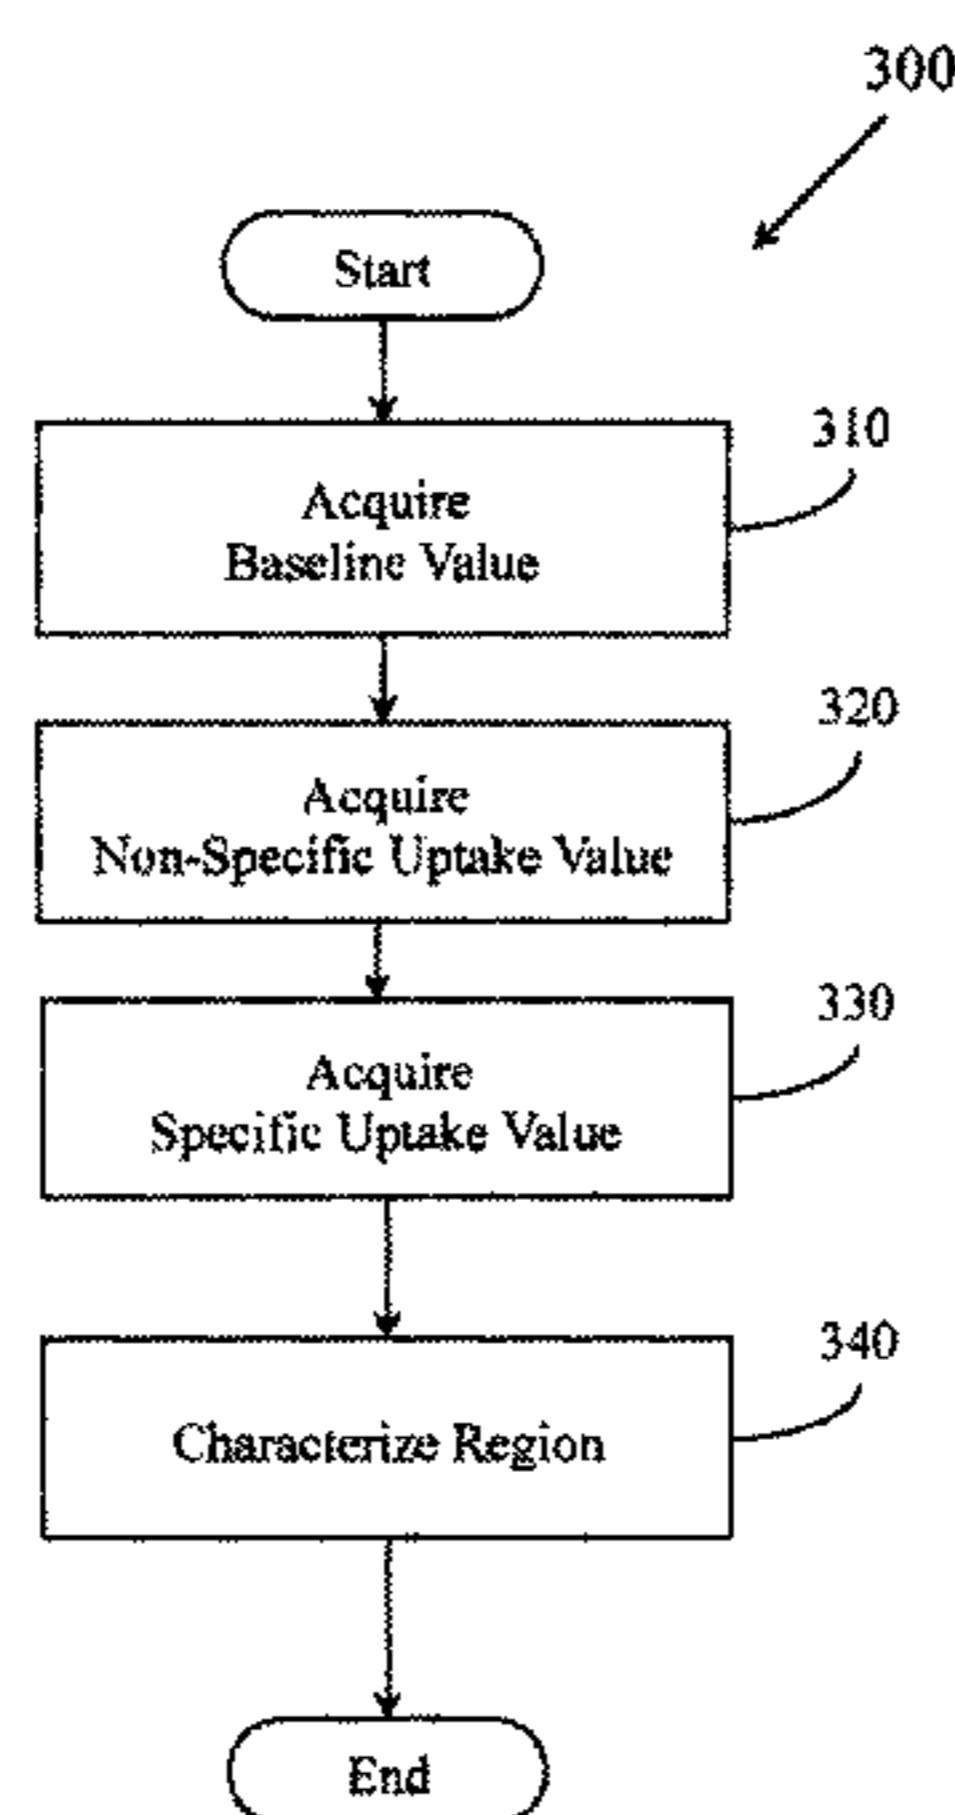 300
Start
310
Acquire
Baseline Value
320
Acquire
Non-Specific Uptake Value
330
Acquire
Specific Uptake Value
340
Characterize Region
End